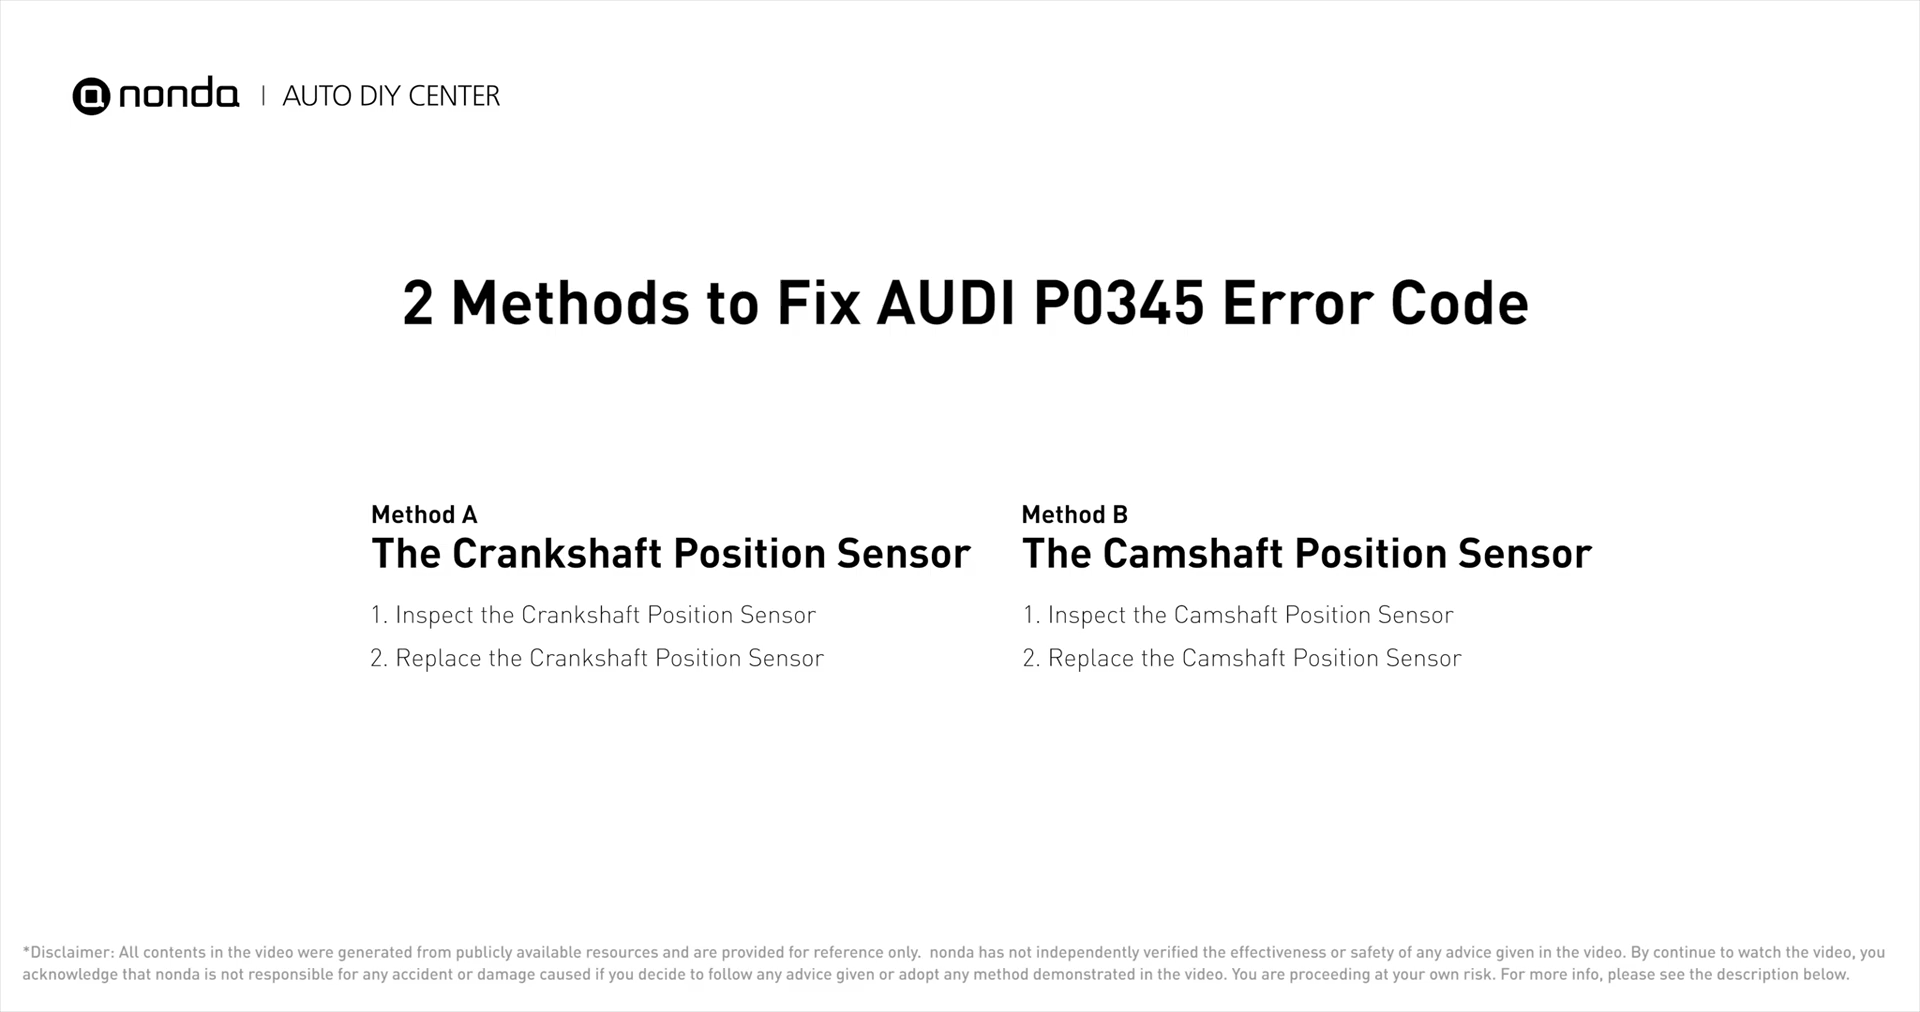 nonda | AUTO DIY CENTER
2 Methods to Fix AUDI P0345 Error Code
Method A
The Crankshaft Position Sensor
1. Inspect the Crankshaft Position Sensor
2. Replace the Crankshaft Position Sensor
Method B
The Camshaft Position Sensor
1. Inspect the Camshaft Position Sensor
2. Replace the Camshaft Position Sensor
*Disclaimer: All contents in the video were generated from publicly available resources and are provided for reference only.  nonda has not independently verified the effectiveness or safety of any advice given in the video. By continue to watch the video, you
acknowledge that nonda is not responsible for any accident or damage caused if you decide to follow any advice given or adopt any method demonstrated in the video. You are proceeding at your own risk. For more info, please see the description below.